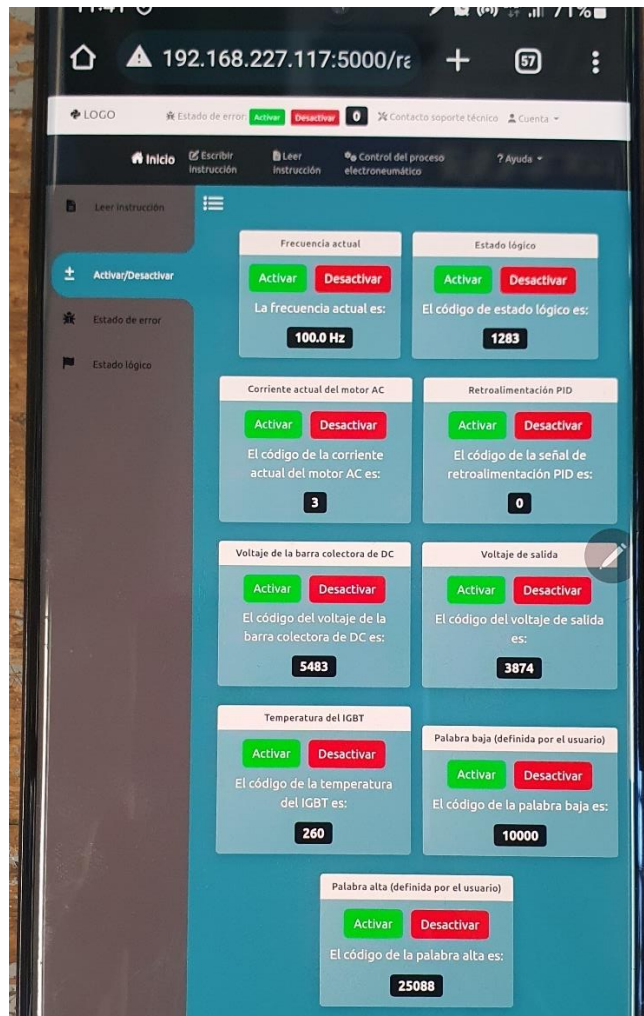 71%
192.168.227.117:5000/ra
57
LOGO
Estado de error: Activar Desactivar 0
Contacto soporte técnico
Cuenta
Inicio
Escribir instrucción
Leer instrucción
Control del proceso electroneumático
? Ayuda
Leer instrucción
Activar/Desactivar
Estado de error
Estado lógico
Frecuencia actual
Activar Desactivar
La frecuencia actual es:
100.0 Hz
Estado lógico
Activar Desactivar
El código de estado lógico es:
1283
Corriente actual del motor AC
Activar Desactivar
El código de la corriente
actual del motor AC es:
3
Retroalimentación PID
Activar Desactivar
El código de la señal de
retroalimentación PID es:
0
Voltaje de la barra colectora de DC
Activar Desactivar
El código del voltaje de la
barra colectora de DC es:
5483
Voltaje de salida
Activar Desactivar
El código del voltaje de salida
es:
3874
Temperatura del IGBT
Activar Desactivar
El código de la temperatura
del IGBT es:
260
Palabra baja (definida por el usuario)
Activar Desactivar
El código de la palabra baja es:
10000
Palabra alta (definida por el usuario)
Activar Desactivar
El código de la palabra alta es:
25088